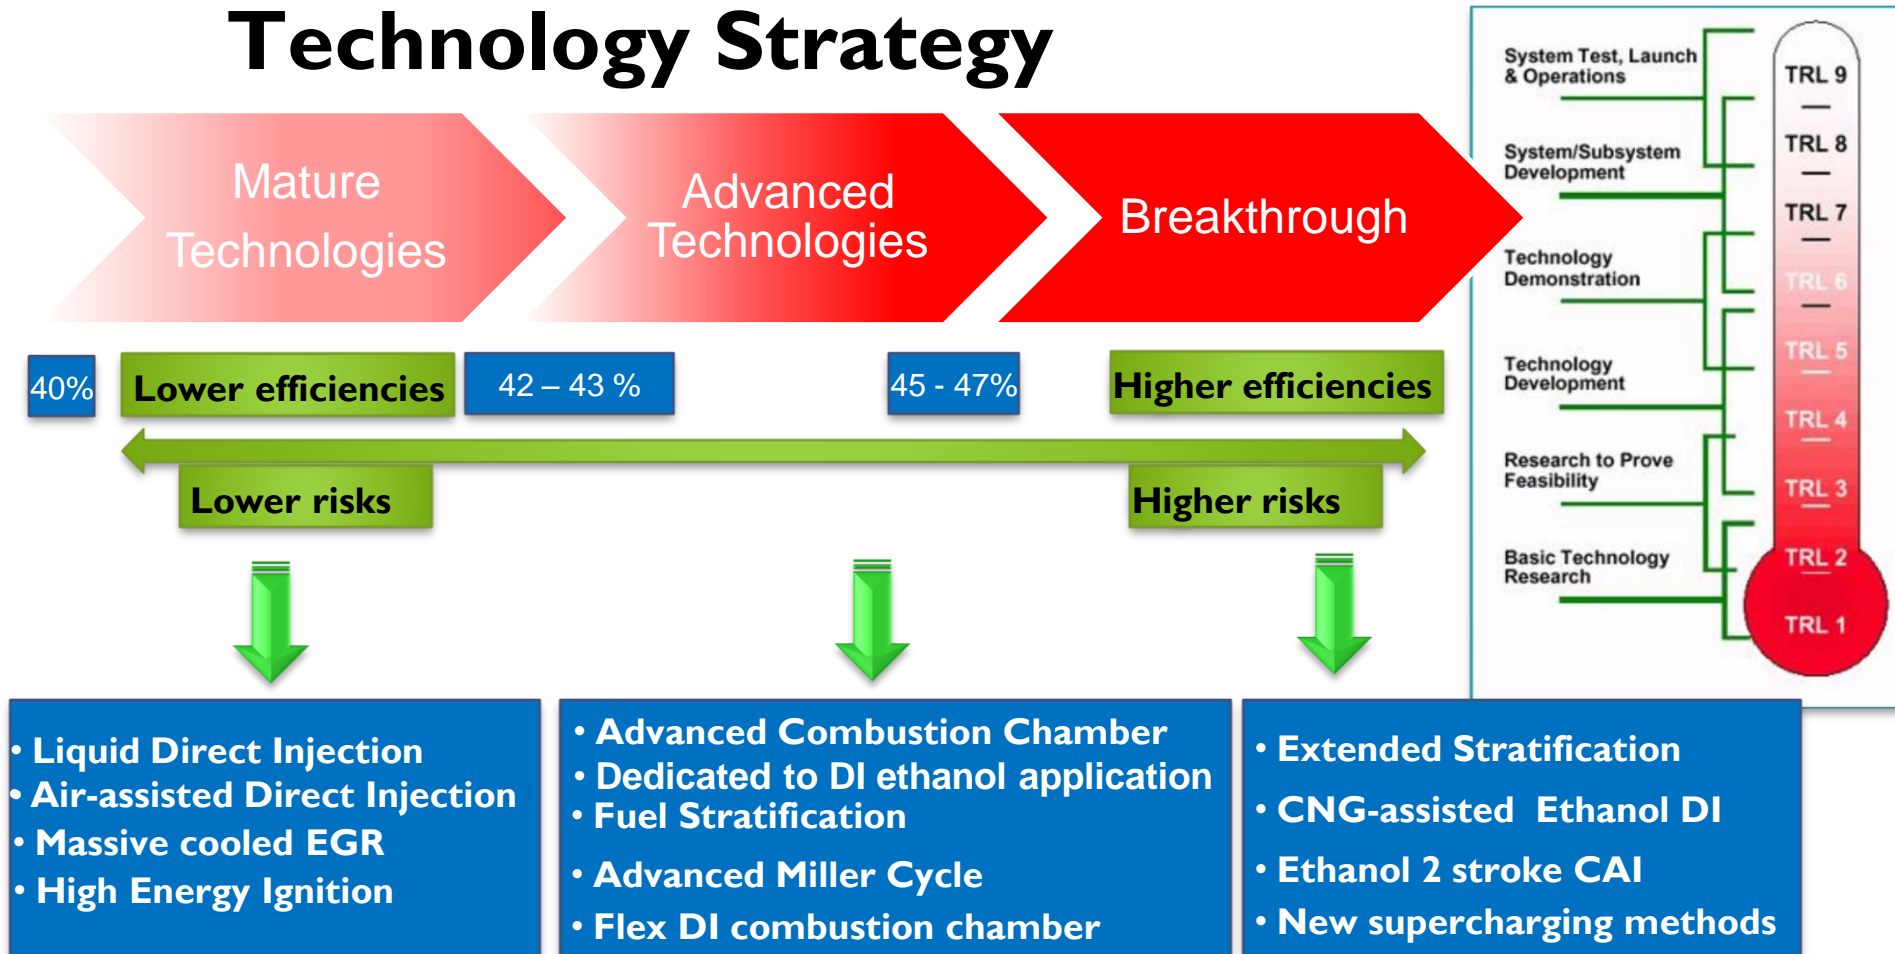 Technology Strategy
Mature
Technologies
Advanced
Technologies
Breakthrough
40%
Lower efficiencies
42 – 43 %
45 - 47%
Higher efficiencies
Lower risks
Higher risks
• Liquid Direct Injection
• Air-assisted Direct Injection
• Massive cooled EGR
• High Energy Ignition
• Advanced Combustion Chamber
• Dedicated to DI ethanol application
• Fuel Stratification
• Advanced Miller Cycle
• Flex DI combustion chamber
• Extended Stratification
• CNG-assisted Ethanol DI
• Ethanol 2 stroke CAI
• New supercharging methods
System Test, Launch
& Operations
System/Subsystem
Development
Technology
Demonstration
Technology
Development
Research to Prove
Feasibility
Basic Technology
Research
TRL 9
TRL 8
TRL 7
TRL 6
TRL 5
TRL 4
TRL 3
TRL 2
TRL 1